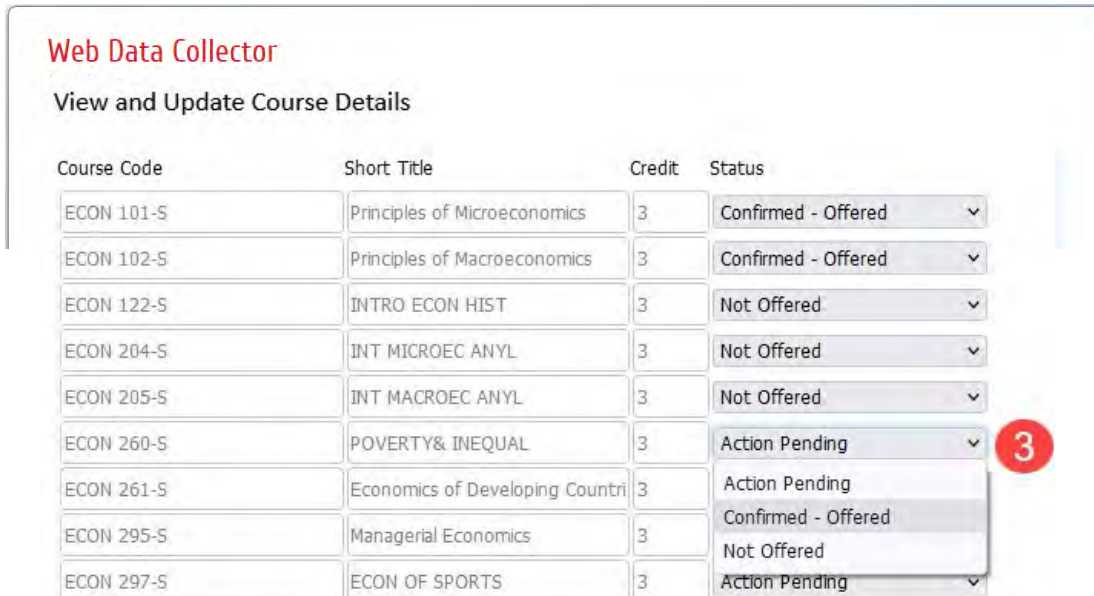 Web Data Collector
View and Update Course Details
Course Code Short Title Credit Status
ECON 101-S Principles of Microeconomics 3 Confirmed - Offered
ECON 102-S Principles of Macroeconomics 3 Confirmed - Offered
ECON 122-S INTRO ECON HIST 3 Not Offered
ECON 204-S INT MICROEC ANYL 3 Not Offered
ECON 205-S INT MACROEC ANYL 3 Not Offered
ECON 260-S POVERTY& INEQUAL 3 Action Pending 3
ECON 261-S Economics of Developing Countri 3 Action Pending
Confirmed - Offered
ECON 295-S Managerial Economics 3 Not Offered
ECON 297-S ECON OF SPORTS 3 Action Pending